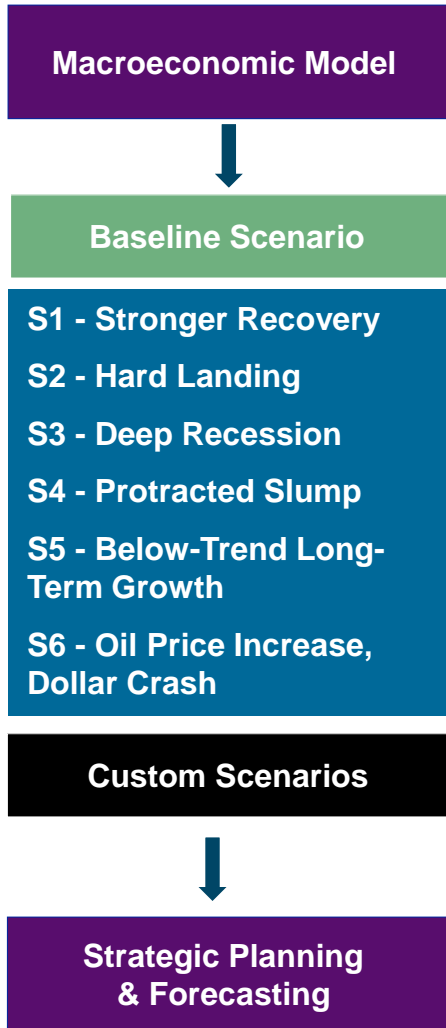 Macroeconomic Model
Baseline Scenario
S1 - Stronger Recovery
S2 - Hard Landing
S3 - Deep Recession
S4 - Protracted Slump
S5 - Below-Trend Long-
Term Growth
S6 - Oil Price Increase,
Dollar Crash
Custom Scenarios
Strategic Planning
& Forecasting